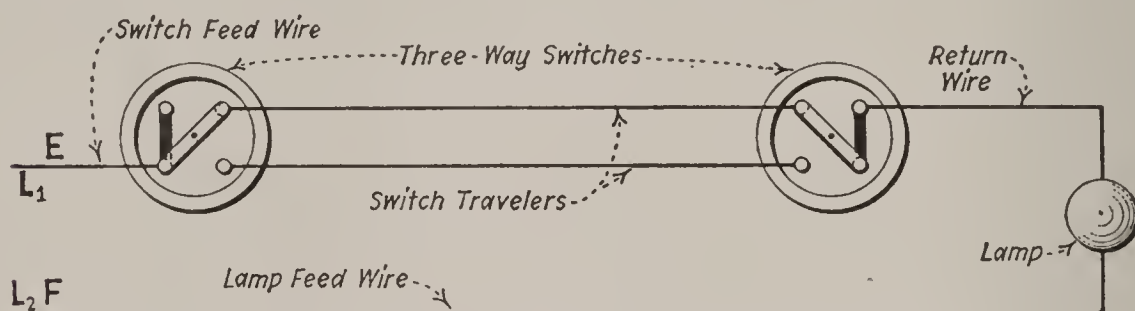 Switch Feed Wire
Three-Way Switches
Return
Wire
E
L₁
Switch Travelers
Lamp
L₂ F
Lamp Feed Wire